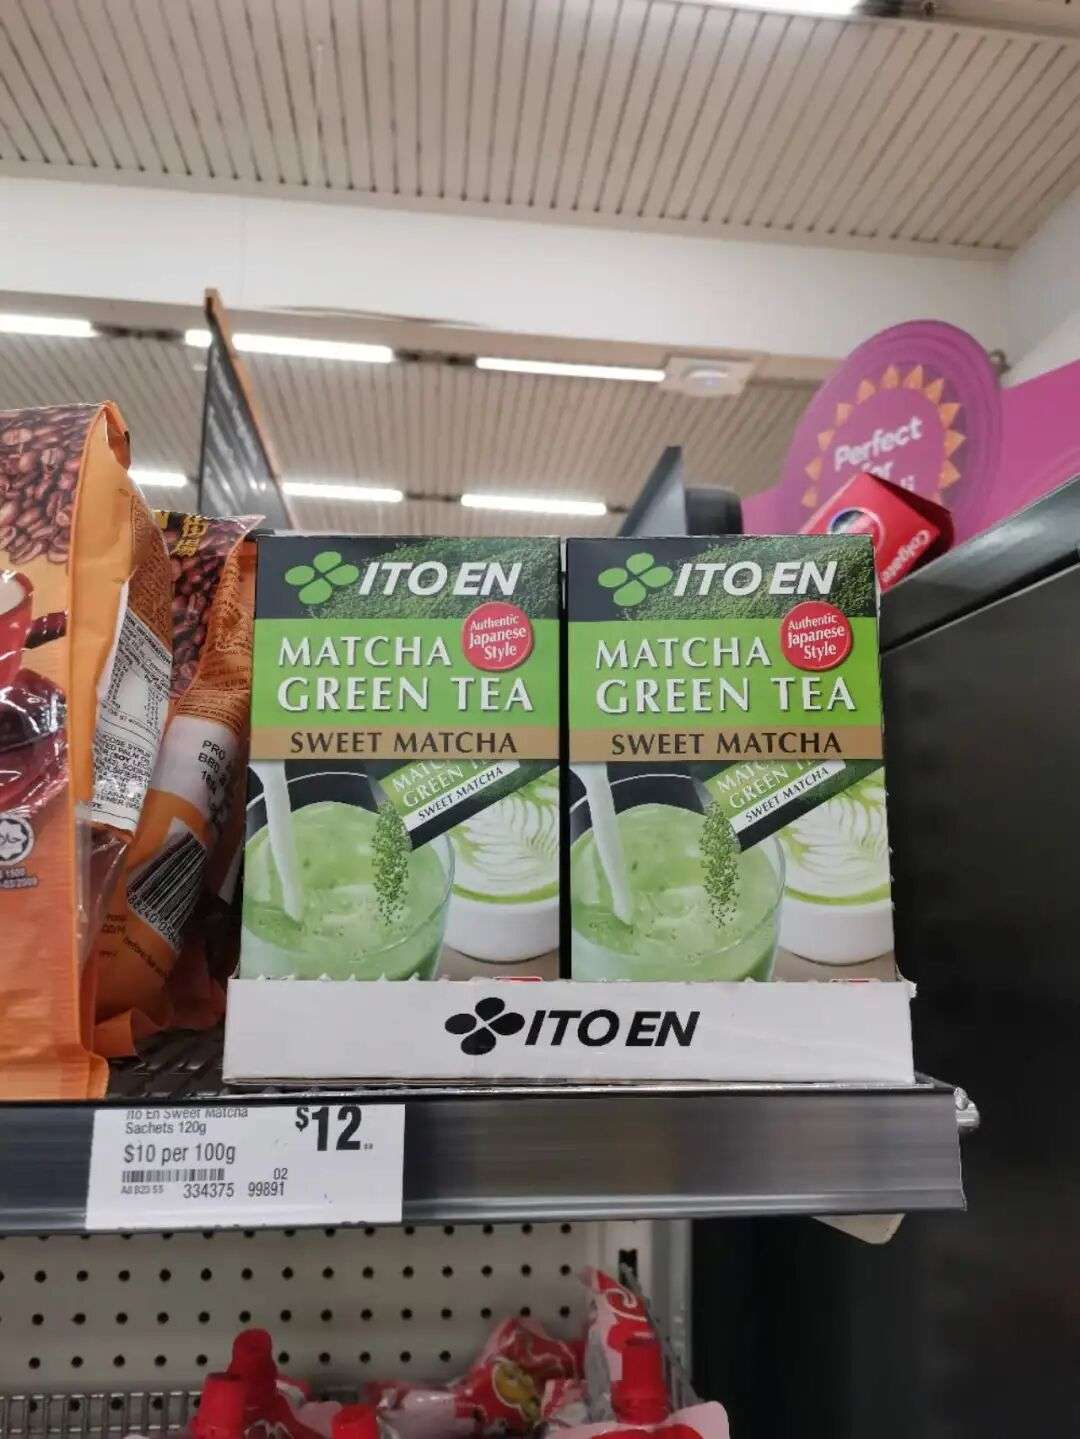 Perfect
Colgate
ITO EN
MATCHA
GREEN TEA
Authentic
Japanese
Style
SWEET MATCHA
MATCHA
GREEN TEA
SWEET MATCHA
ITO EN
MATCHA
GREEN TEA
Authentic
Japanese
Style
SWEET MATCHA
MATCHA
GREEN TEA
SWEET MATCHA
ITO EN
Ito En Sweet Matcha
Sachets 120g
$12
$10 per 100g
02
334375 99891